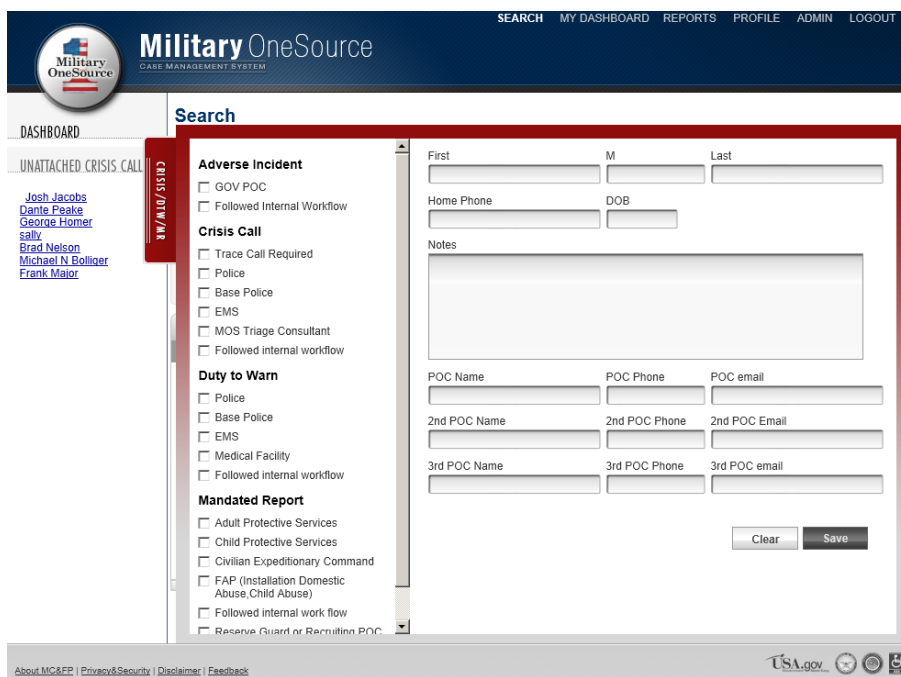 SEARCH MY DASHBOARD REPORTS PROFILE ADMIN LOGOUT
Military OneSource
CASE MANAGEMENT SYSTEM
Military
OneSource
DASHBOARD
UNATTACHED CRISIS CALL
Josh Jacobs
Dante Peake
George Homer
sally
Brad Nelson
Michael N Bolliger
Frank Major
CRISIS/DTW/MR
Search
Adverse Incident
GOV POC
Followed Internal Workflow
Crisis Call
Trace Call Required
Police
Base Police
EMS
MOS Triage Consultant
Followed internal workflow
Duty to Warn
Police
Base Police
EMS
Medical Facility
Followed internal workflow
Mandated Report
Adult Protective Services
Child Protective Services
Civilian Expeditionary Command
FAP (Installation Domestic
Abuse,Child Abuse)
Followed internal work flow
Reserve Guard or Recruiting POC
First M Last
Home Phone DOB
Notes
POC Name POC Phone POC email
2nd POC Name 2nd POC Phone 2nd POC Email
3rd POC Name 3rd POC Phone 3rd POC email
Clear Save
About MC&FP | Privacy&Security | Disclaimer | Feedback
USA.gov